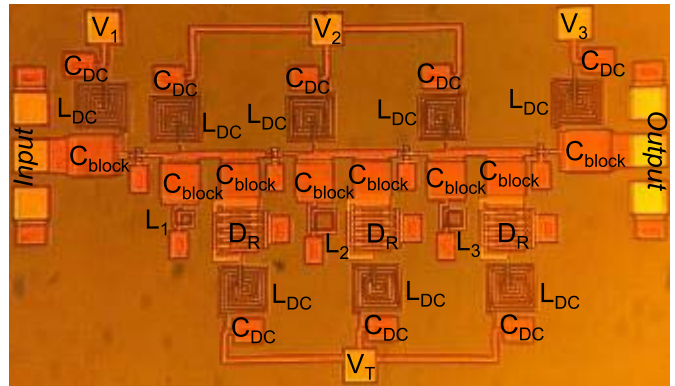 V1
V2
V3
CDC
CDC
CDC
CDC
CDC
LDC
LDC
LDC
LDC
LDC
Input
Cblock
Cblock
Output
Cblock
Cblock
Cblock
Cblock
Cblock
Cblock
L1
DR
L2
DR
L3
DR
LDC
LDC
LDC
CDC
CDC
CDC
VT